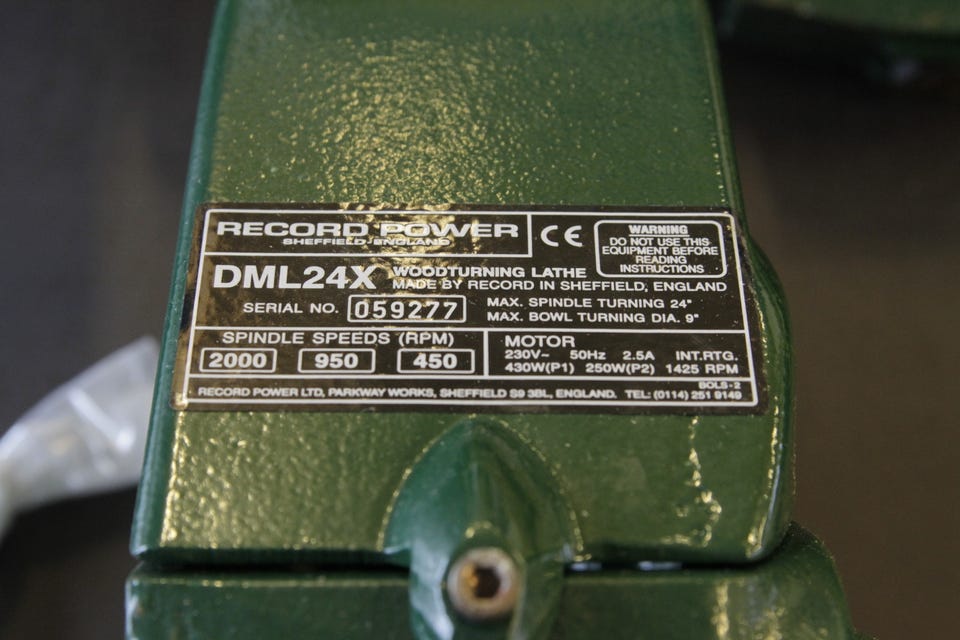 RECORD POWER
SHEFFIELD ENGLAND
CE
WARNING
DO NOT USE THIS
EQUIPMENT BEFORE
READING
INSTRUCTIONS
DML24X WOODTURNING LATHE
MADE BY RECORD IN SHEFFIELD, ENGLAND
SERIAL NO. 059277
MAX. SPINDLE TURNING 24"
MAX. BOWL TURNING DIA. 9"
SPINDLE SPEEDS (RPM)
2000 950 450
MOTOR
230V~ 50Hz 2.5A INT.RTG.
430W(P1) 250W(P2) 1425 RPM
BOLS-2
RECORD POWER LTD, PARKWAY WORKS, SHEFFIELD S9 3BL, ENGLAND. TEL: (0114) 251 9149